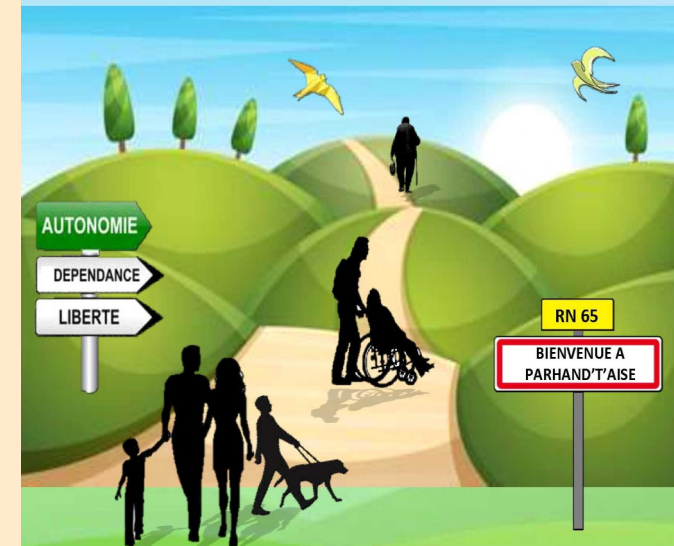 AUTONOMIE
DEPENDANCE
LIBERTE
RN 65
BIENVENUE A
PARHAND'T'AISE